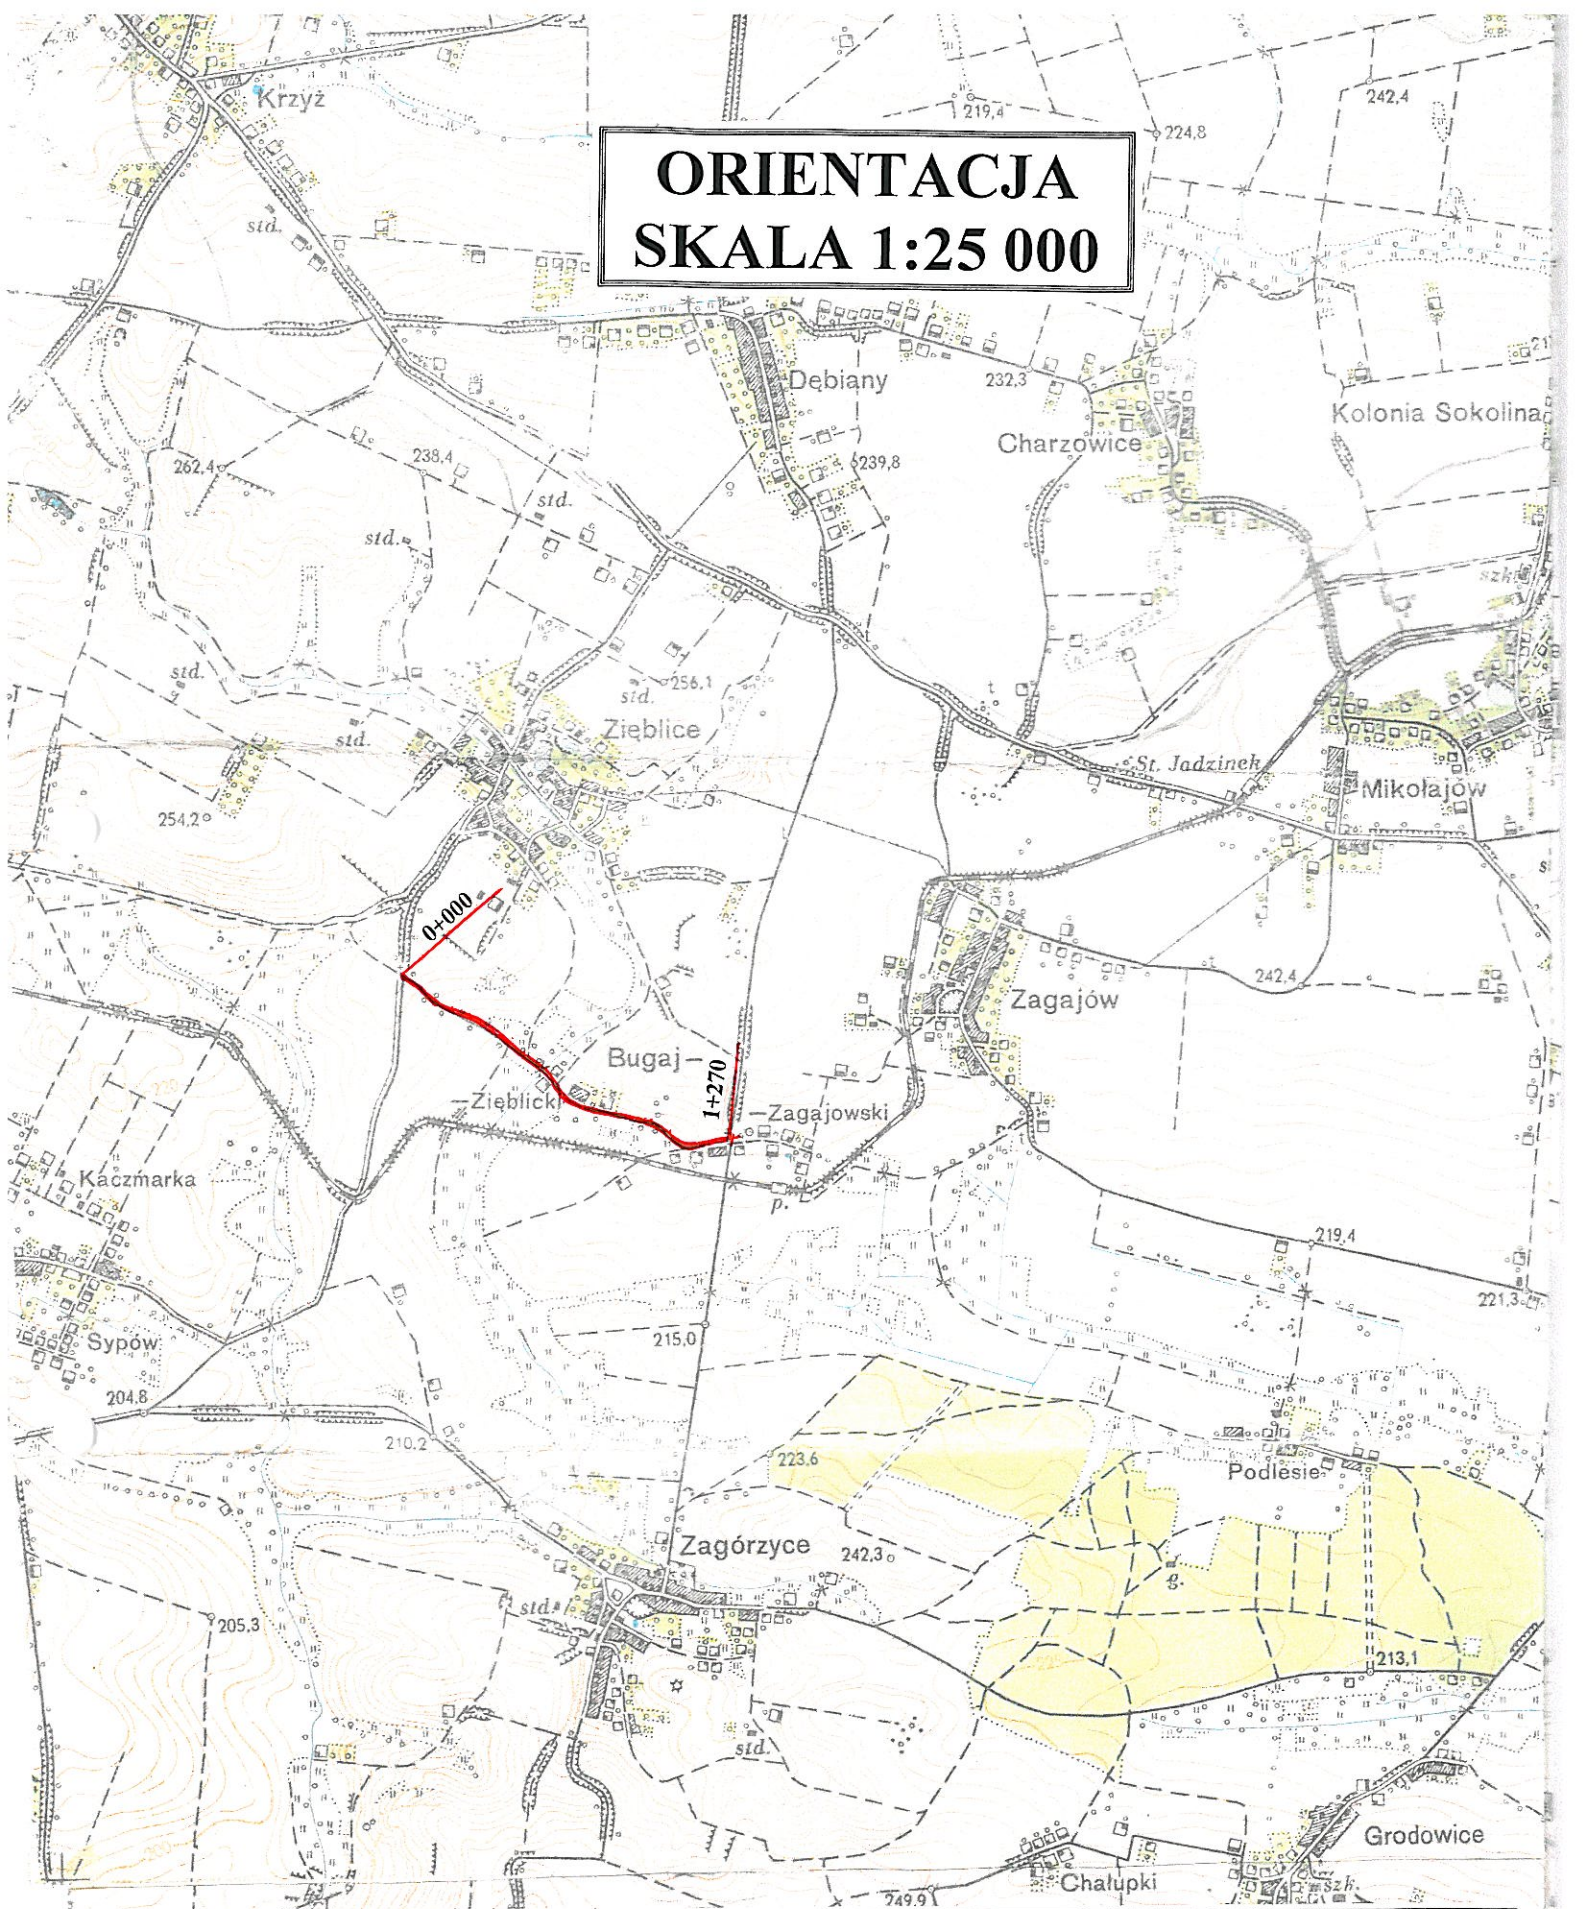 Krzyż
219,4
242,4
224,8
ORIENTACJA
SKALA 1:25 000
std.
Dębiany
232,3
Charzowice
Kolonia Sokolina
262,4
238,4
239,8
std.
std.
szk.
std.
std.
256,1
Zięblice
std.
St. Jadzinek
Mikołajów
254,2
0+000
Zagajów
242,4
Bugaj-
1+270
-Zięblicki
-Zagajowski
Kaczmarka
p.
219,4
221,3
215,0
Sypów
204,8
210,2
223,6
Podlesie
Zagórzyce
242,3
g.
std.
205,3
213,1
std.
Grodowice
Chałupki
szk.
249,9